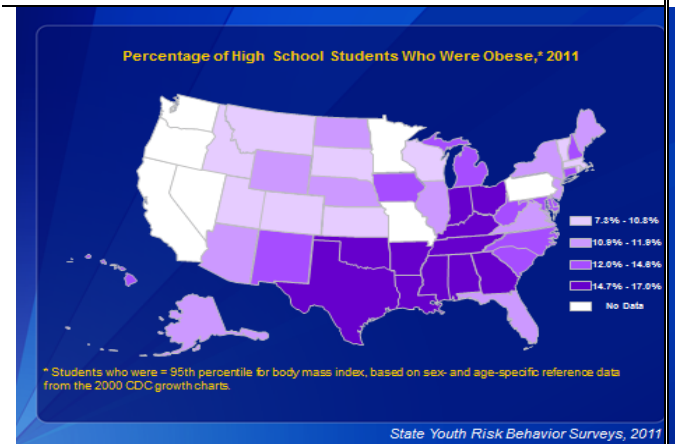 Percentage of High School Students Who Were Obese,* 2011
7.3% - 10.8%
10.9% - 11.9%
12.0% - 14.6%
14.7% - 17.0%
No Data
* Students who were = 95th percentile for body mass index, based on sex- and age-specific reference data
from the 2000 CDC growth charts.
State Youth Risk Behavior Surveys, 2011